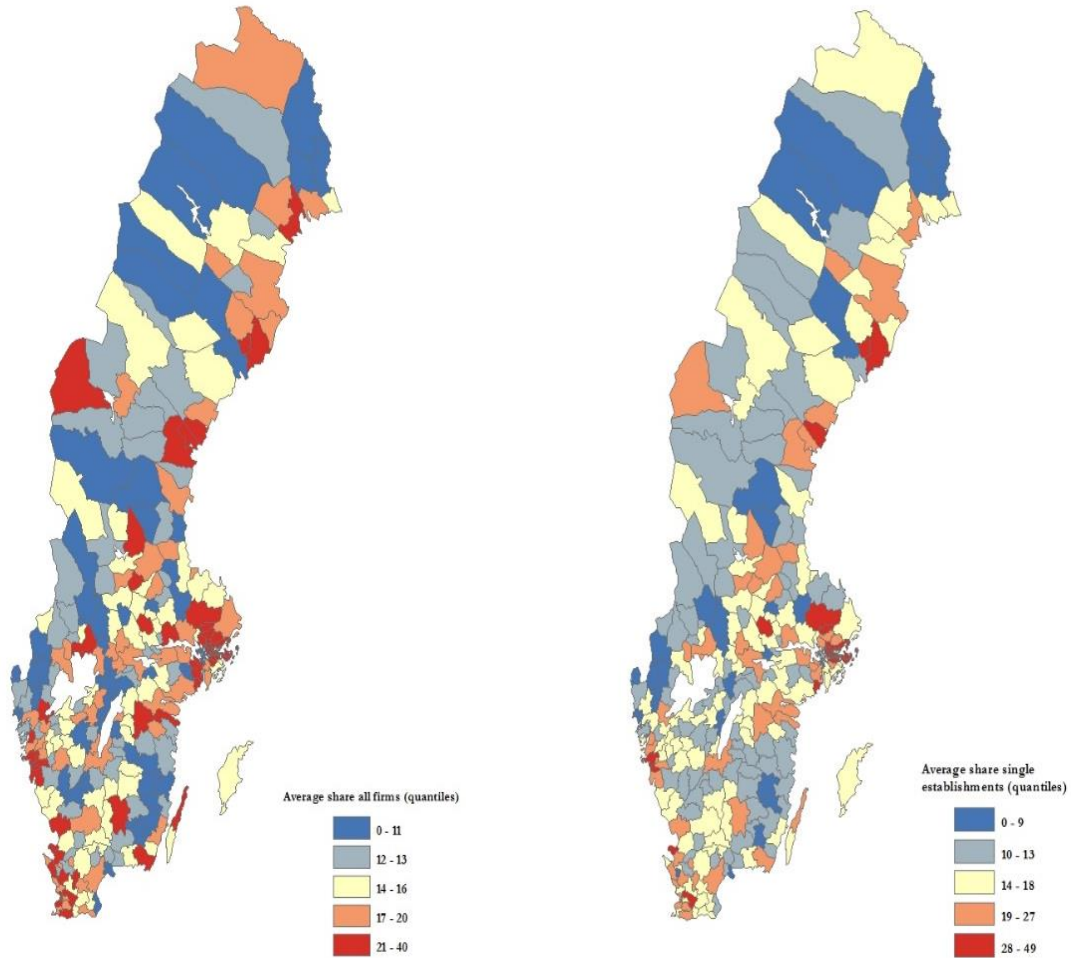 Average share all firms (quantiles)
0 - 11
12 - 13
14 - 16
17 - 20
21 - 40
Average share single
establishments (quantiles)
0 - 9
10 - 13
14 - 18
19 - 27
28 - 49